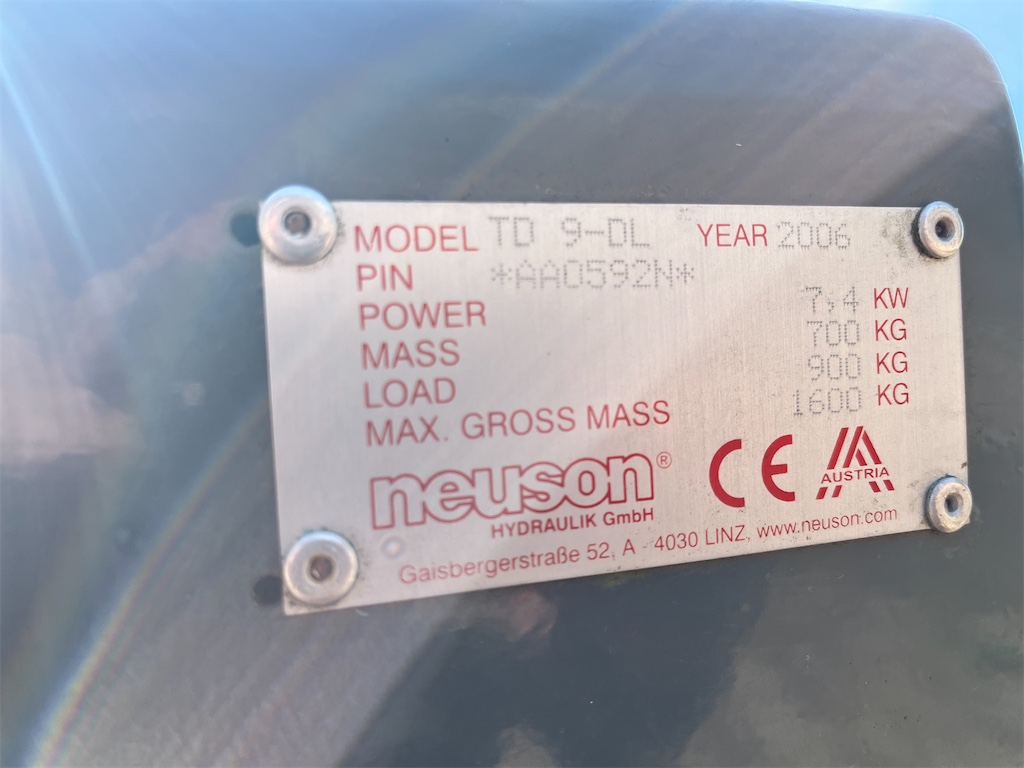 MODEL TD 9-DL YEAR 2006
PIN *AA0592N*
POWER 7,4 KW
MASS 700 KG
LOAD 900 KG
MAX. GROSS MASS 1600 KG
neuson®
HYDRAULIK GmbH
CE
AUSTRIA
Gaisbergerstraße 52, A - 4030 LINZ, www.neuson.com